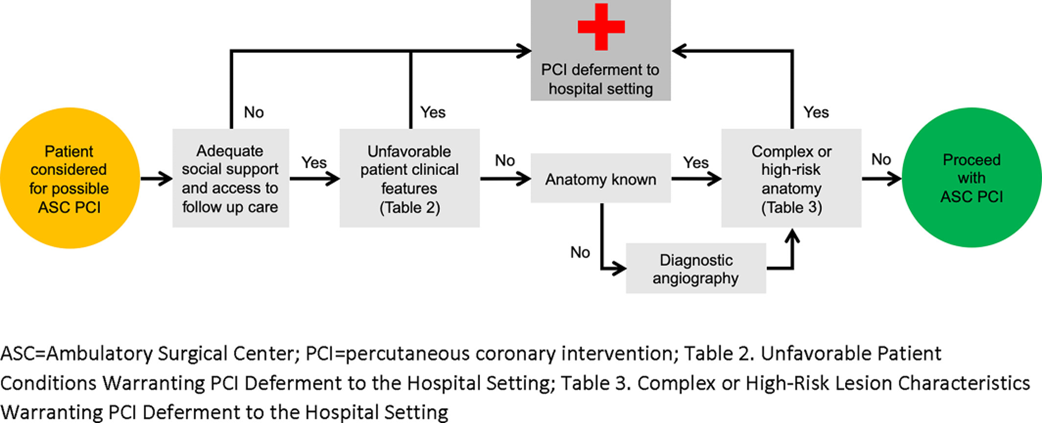 PCI deferment to
hospital setting
Patient
considered
for possible
ASC PCI
No
Adequate
social support
and access to
follow up care
Yes
Yes
Unfavorable
patient clinical
features
(Table 2)
No
Anatomy known
Yes
No
Diagnostic
angiography
Yes
Complex or
high-risk
anatomy
(Table 3)
No
Proceed
with
ASC PCI
ASC=Ambulatory Surgical Center; PCI=percutaneous coronary intervention; Table 2. Unfavorable Patient
Conditions Warranting PCI Deferment to the Hospital Setting; Table 3. Complex or High-Risk Lesion Characteristics
Warranting PCI Deferment to the Hospital Setting